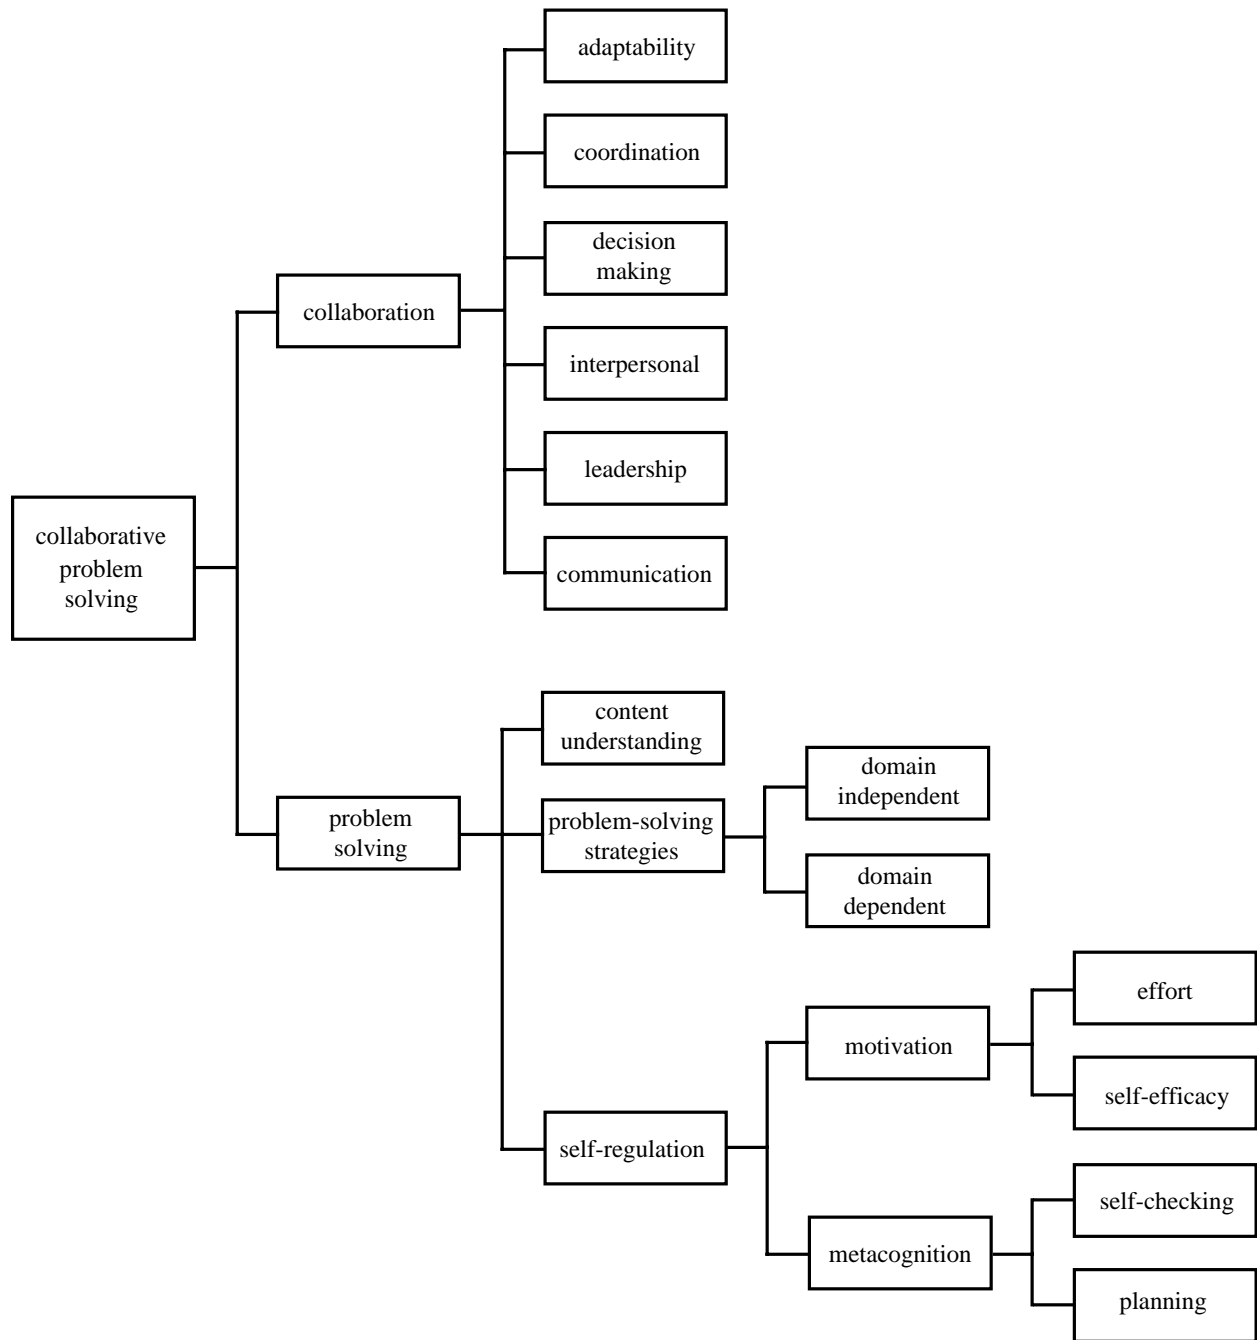 adaptability
coordination
decision
making
collaboration
interpersonal
leadership
collaborative
problem
solving
communication
content
understanding
problem
solving
problem-solving
strategies
domain
independent
domain
dependent
effort
motivation
self-efficacy
self-regulation
self-checking
metacognition
planning